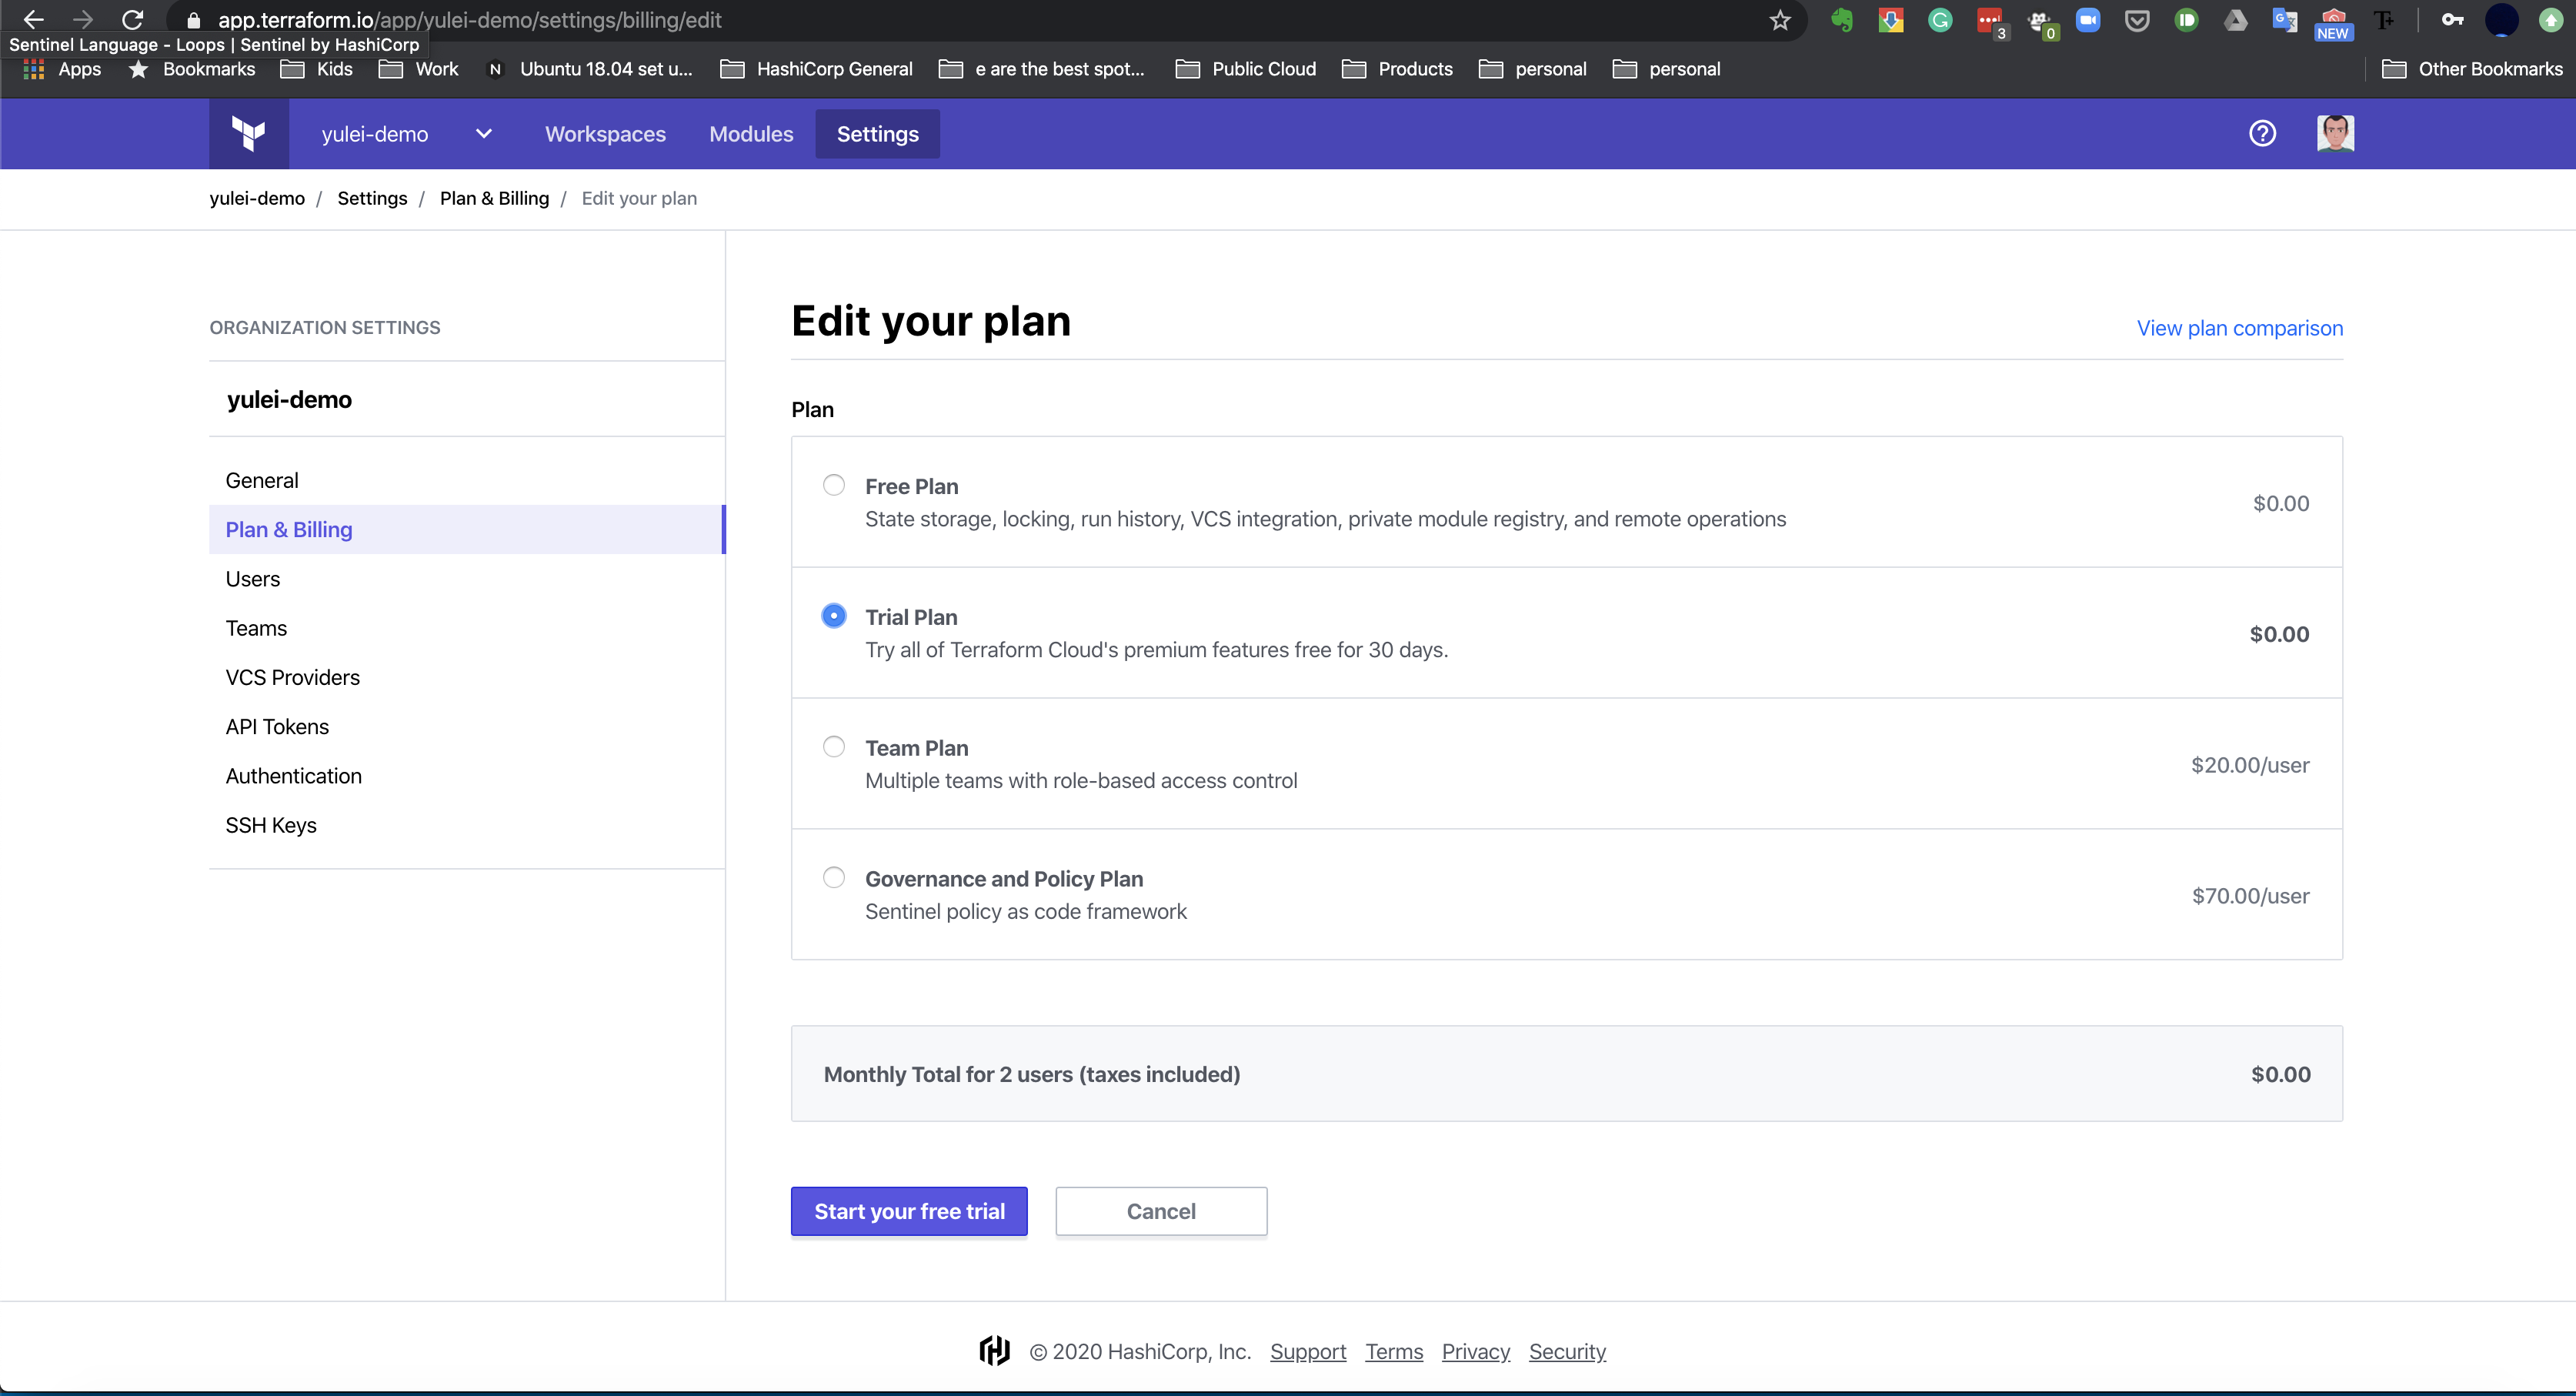 app.terraform.io/app/yulei-demo/settings/billing/edit
3
0
NEW
Sentinel Language - Loops | Sentinel by HashiCorp
Apps Bookmarks Kids Work Ubuntu 18.04 set u... HashiCorp General e are the best spot... Public Cloud Products personal personal Other Bookmarks
yulei-demo Workspaces Modules Settings
yulei-demo / Settings / Plan & Billing / Edit your plan
ORGANIZATION SETTINGS
yulei-demo
General
Plan & Billing
Users
Teams
VCS Providers
API Tokens
Authentication
SSH Keys
Edit your plan
View plan comparison
Plan
Free Plan
State storage, locking, run history, VCS integration, private module registry, and remote operations
$0.00
Trial Plan
Try all of Terraform Cloud's premium features free for 30 days.
$0.00
Team Plan
Multiple teams with role-based access control
$20.00/user
Governance and Policy Plan
Sentinel policy as code framework
$70.00/user
Monthly Total for 2 users (taxes included) $0.00
Start your free trial Cancel
© 2020 HashiCorp, Inc. Support Terms Privacy Security